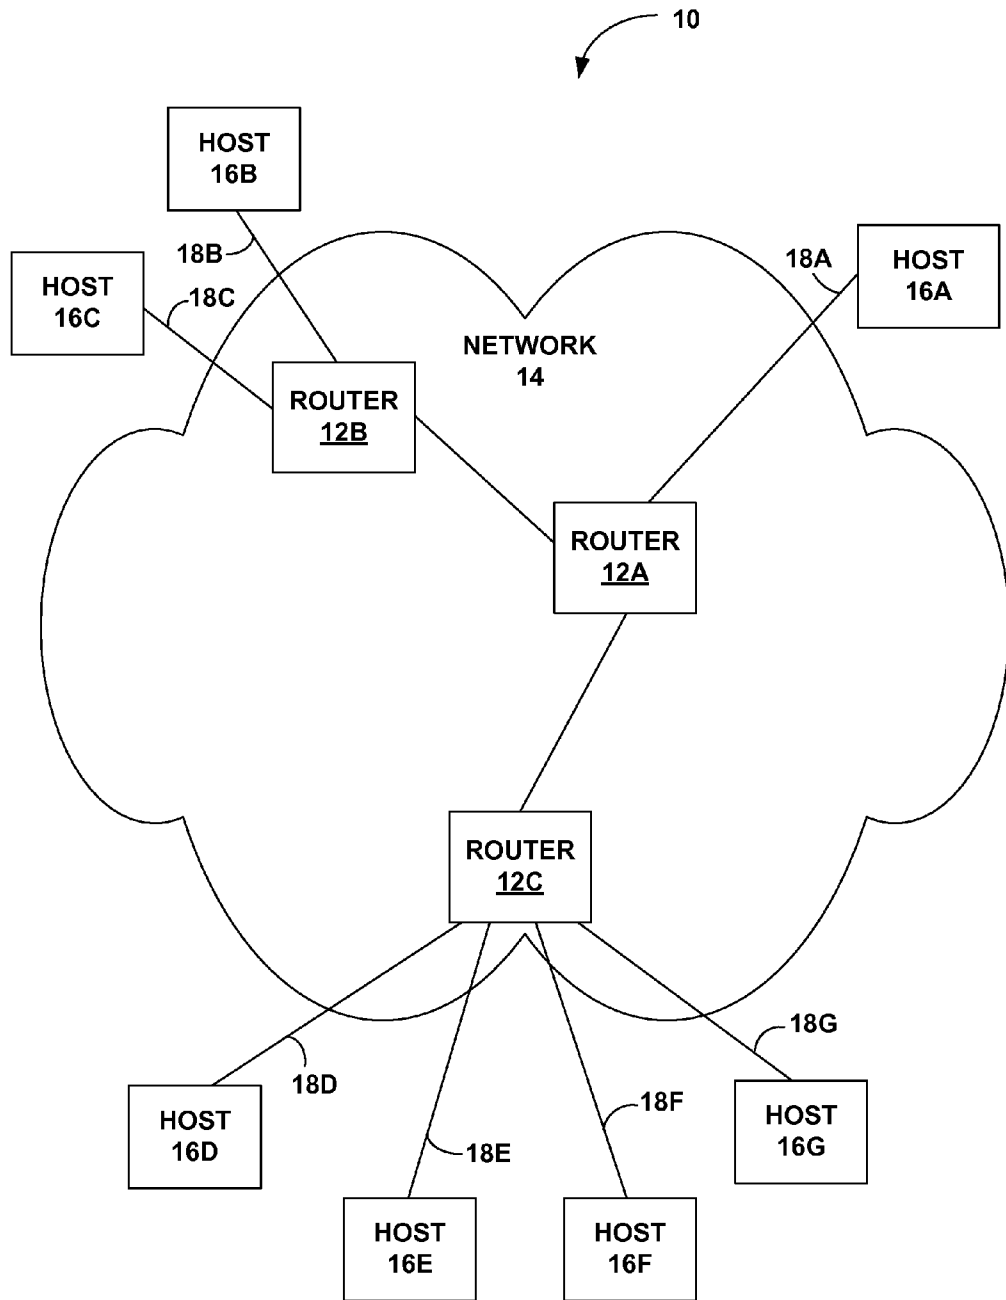 10
HOST
16B
18B
HOST
16C
18C
18A
HOST
16A
NETWORK
14
ROUTER
12B
ROUTER
12A
ROUTER
12C
18D
HOST
16D
18E
HOST
16E
18F
HOST
16F
18G
HOST
16G